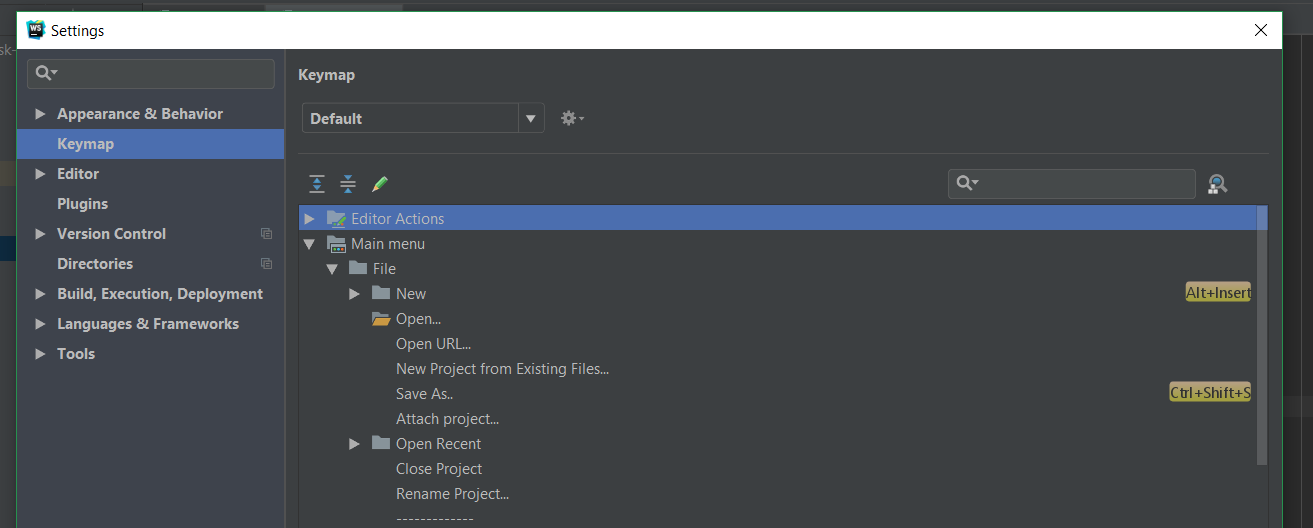 WS
Settings
sk-
Keymap
Appearance & Behavior
Keymap
Editor
Plugins
Version Control
Directories
Build, Execution, Deployment
Languages & Frameworks
Tools
Default
Editor Actions
Main menu
File
New Alt+Insert
Open...
Open URL...
New Project from Existing Files...
Save As.. Ctrl+Shift+S
Attach project...
Open Recent
Close Project
Rename Project...
-------------